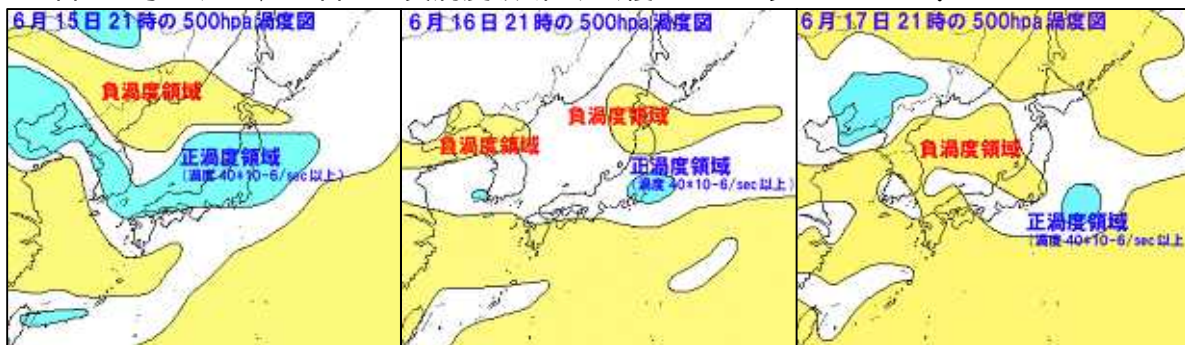 6月15日21時の500hpa渦度図
負渦度領域
正渦度領域
(渦度40*10-6/sec以上)
6月16日21時の500hpa渦度図
負渦度領域
負渦度領域
正渦度領域
(渦度40*10-6/sec以上)
6月17日21時の500hpa渦度図
負渦度領域
正渦度領域
(渦度40*10-6/sec以上)